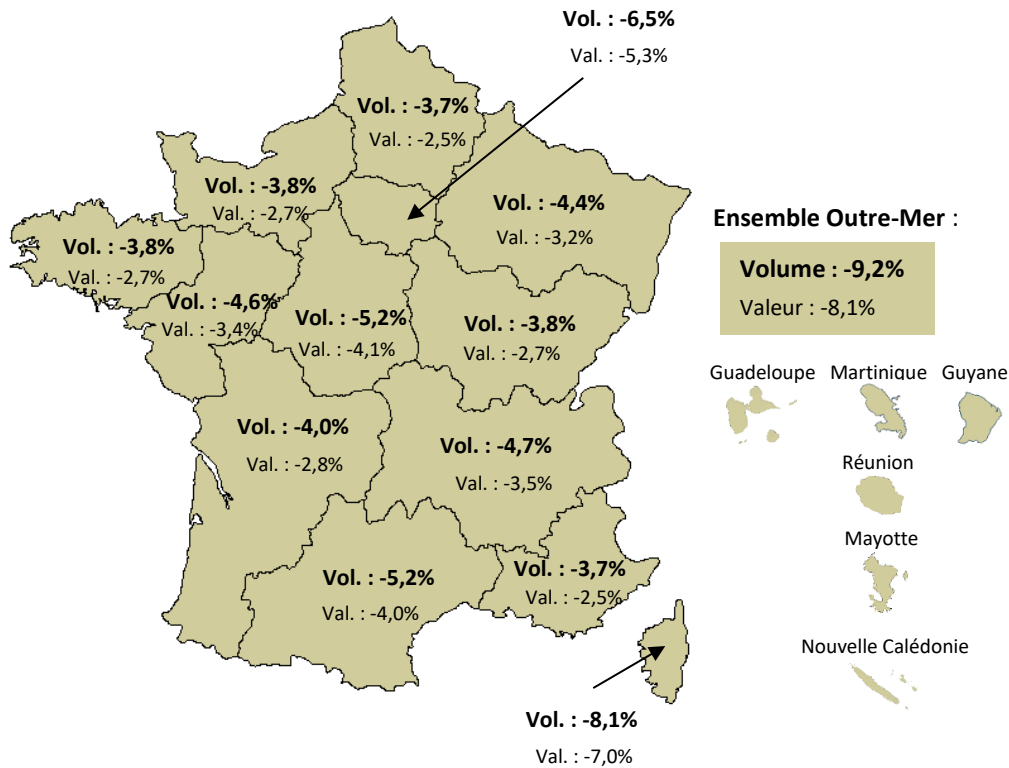 Vol. : -6,5%
Val. : -5,3%
Vol. : -3,7%
Val. : -2,5%
Vol. : -3,8%
Val. : -2,7%
Vol. : -4,4%
Val. : -3,2%
Vol. : -3,8%
Val. : -2,7%
Vol. : -4,6%
Val. : -3,4%
Vol. : -5,2%
Val. : -4,1%
Vol. : -3,8%
Val. : -2,7%
Vol. : -4,0%
Val. : -2,8%
Vol. : -4,7%
Val. : -3,5%
Vol. : -5,2%
Val. : -4,0%
Vol. : -3,7%
Val. : -2,5%
Vol. : -8,1%
Val. : -7,0%
Ensemble Outre-Mer :
Volume : -9,2%
Valeur : -8,1%
Guadeloupe
Martinique
Guyane
Réunion
Mayotte
Nouvelle Calédonie